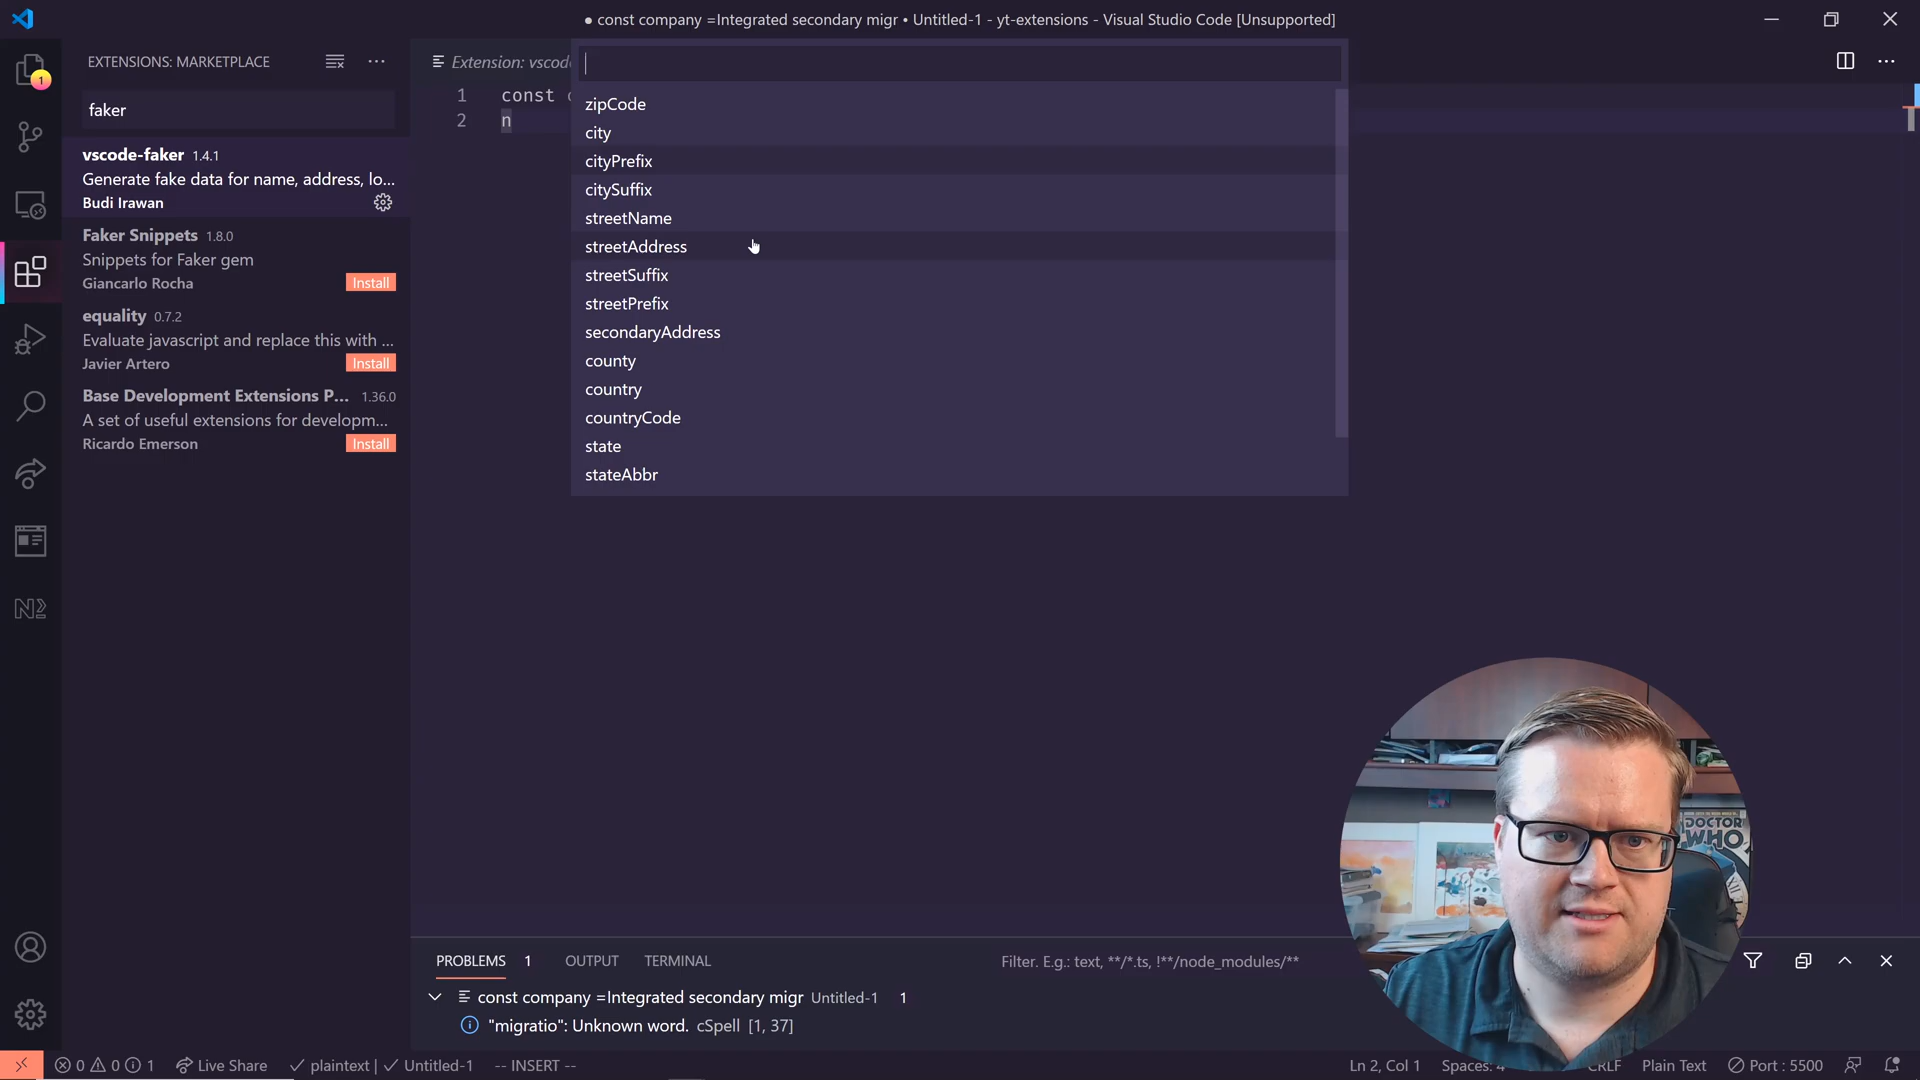 ● const company =Integrated secondary migr • Untitled-1 - yt-extensions - Visual Studio Code [Unsupported]
EXTENSIONS: MARKETPLACE
faker
1
vscode-faker 1.4.1
Generate fake data for name, address, lo...
Budi Irawan
Faker Snippets 1.8.0
Snippets for Faker gem
Giancarlo Rocha
Install
equality 0.7.2
Evaluate javascript and replace this with ...
Javier Artero
Install
Base Development Extensions P... 1.36.0
A set of useful extensions for developm...
Ricardo Emerson
Install
Extension: vscod
1 const
2 n
zipCode
city
cityPrefix
citySuffix
streetName
streetAddress
streetSuffix
streetPrefix
secondaryAddress
county
country
countryCode
state
stateAbbr
DOCTOR
WHO
PROBLEMS 1 OUTPUT TERMINAL
Filter. E.g.: text, **/*.ts, !**/node_modules/**
const company =Integrated secondary migr Untitled-1 1
"migratio": Unknown word. cSpell [1, 37]
0 0 1 Live Share plaintext | Untitled-1 -- INSERT --
Ln 2, Col 1 Spaces: 4 CRLF Plain Text Port : 5500